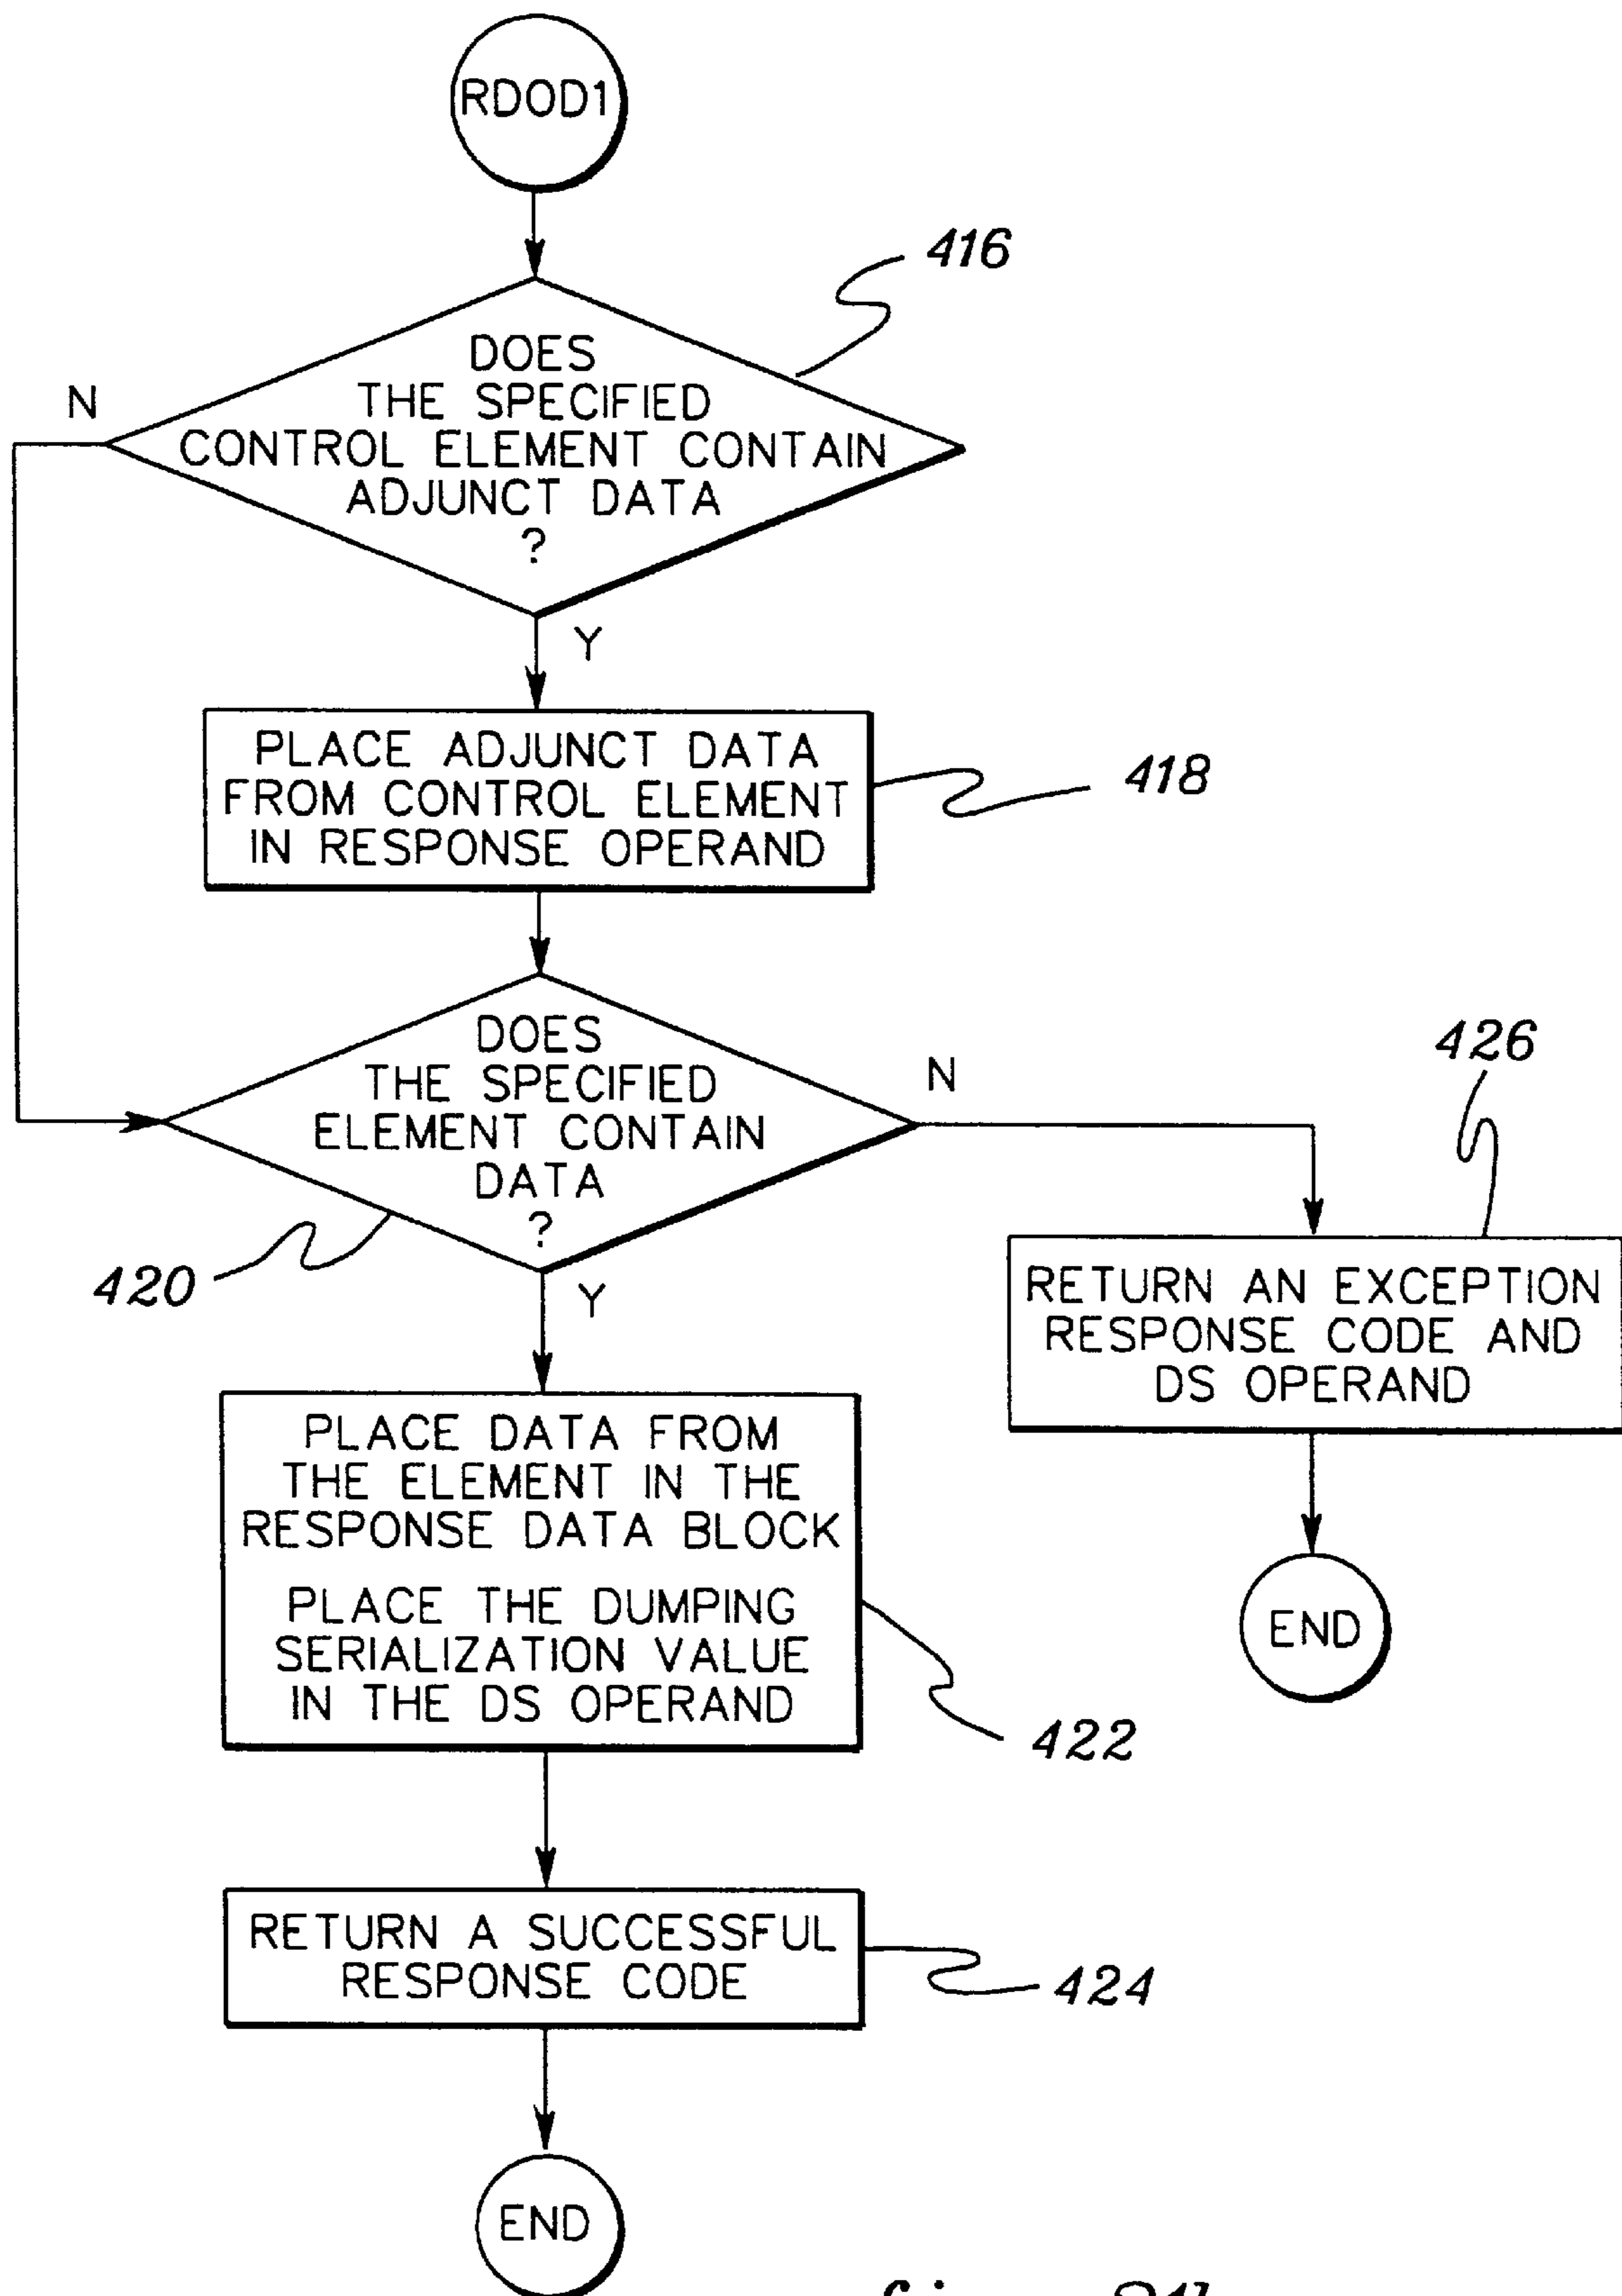 RDOD1
416
DOES
THE SPECIFIED
CONTROL ELEMENT CONTAIN
ADJUNCT DATA
?
N
Y
PLACE ADJUNCT DATA
FROM CONTROL ELEMENT
IN RESPONSE OPERAND
418
DOES
THE SPECIFIED
ELEMENT CONTAIN
DATA
?
N
426
420
Y
RETURN AN EXCEPTION
RESPONSE CODE AND
DS OPERAND
PLACE DATA FROM
THE ELEMENT IN THE
RESPONSE DATA BLOCK
PLACE THE DUMPING
SERIALIZATION VALUE
IN THE DS OPERAND
END
422
RETURN A SUCCESSFUL
RESPONSE CODE
424
END